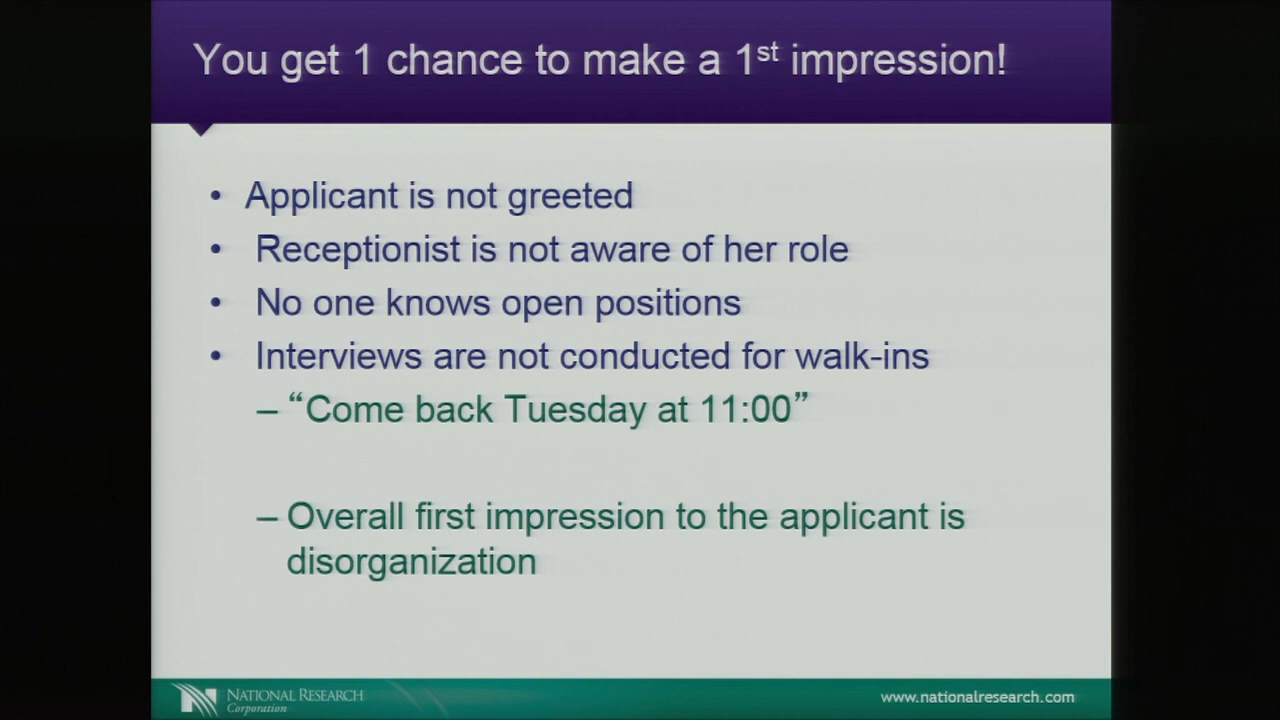 You get 1 chance to make a 1st impression!
• Applicant is not greeted
• Receptionist is not aware of her role
• No one knows open positions
• Interviews are not conducted for walk-ins
– “Come back Tuesday at 11:00”
– Overall first impression to the applicant is
disorganization
NATIONAL RESEARCH
Corporation
www.nationalresearch.com